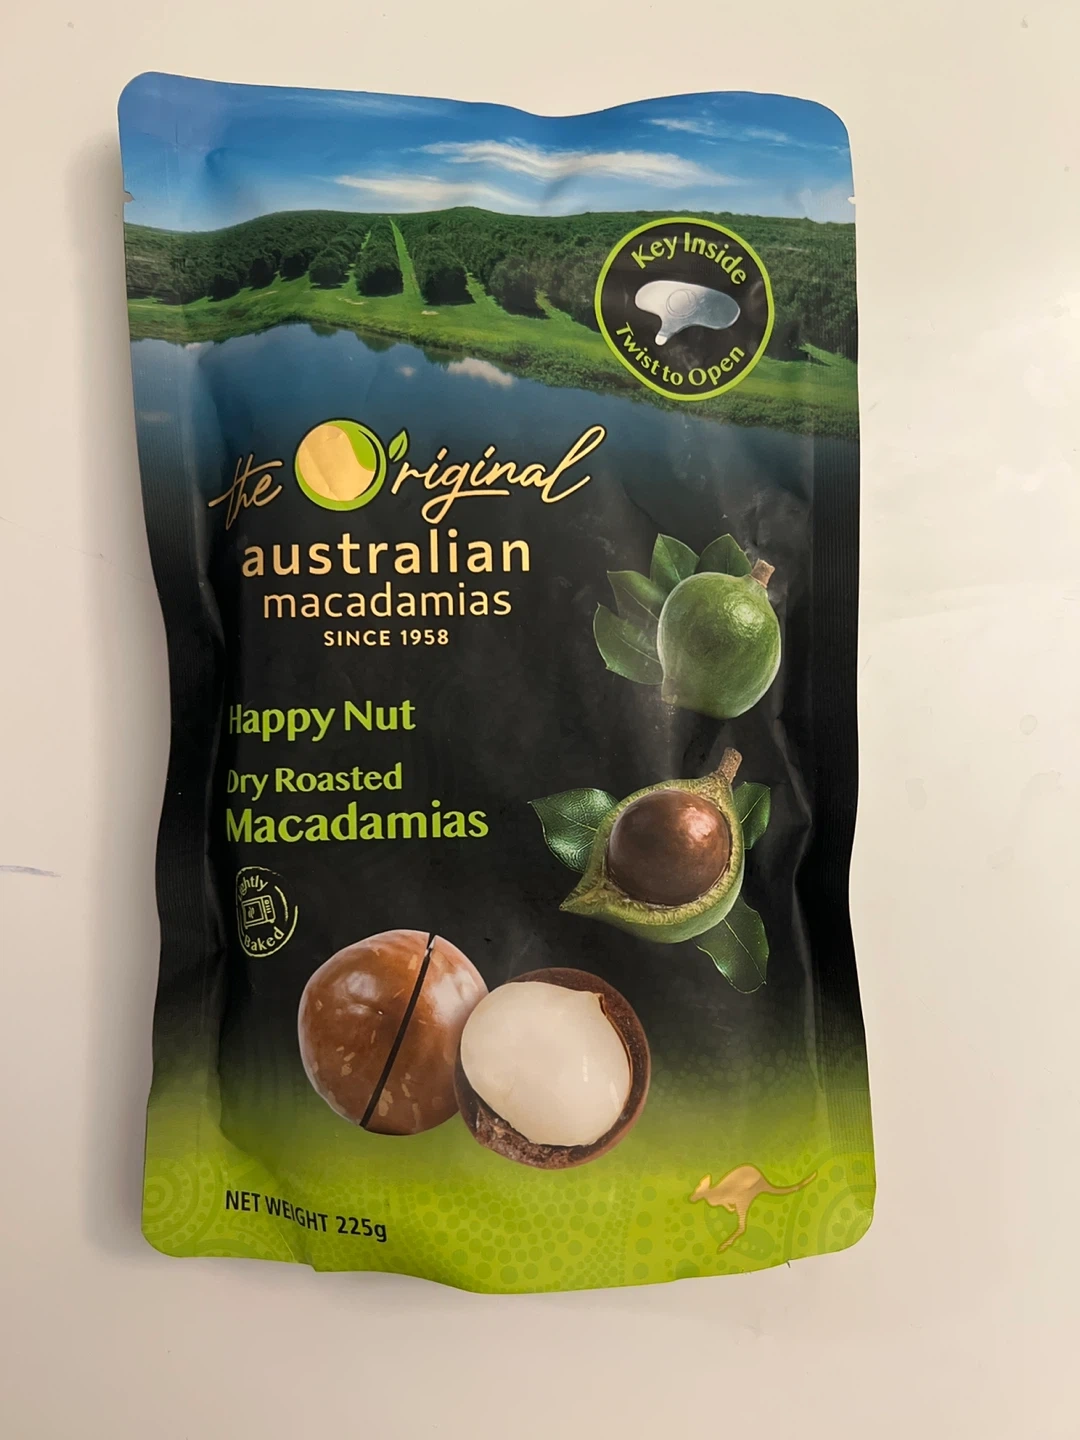 Key Inside
Twist to Open
the Original
australian
macadamias
SINCE 1958
Happy Nut
Dry Roasted
Macadamias
Baked
NET WEIGHT 225g